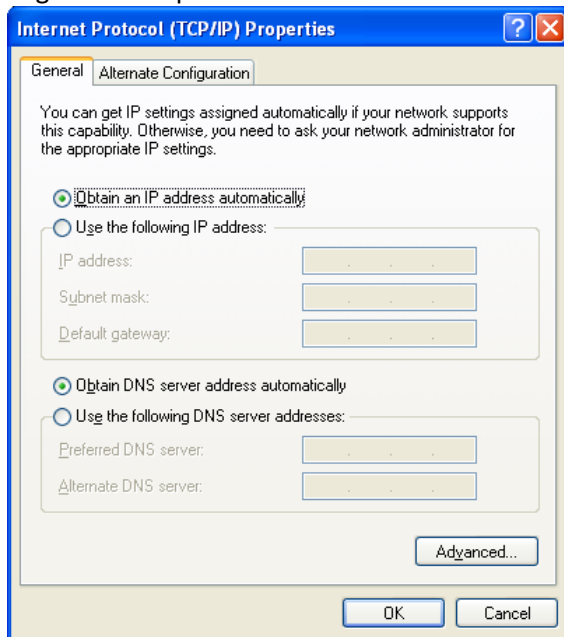 Internet Protocol (TCP/IP) Properties
General Alternate Configuration
You can get IP settings assigned automatically if your network supports
this capability. Otherwise, you need to ask your network administrator for
the appropriate IP settings.
Obtain an IP address automatically
Use the following IP address:
IP address:
Subnet mask:
Default gateway:
Obtain DNS server address automatically
Use the following DNS server addresses:
Preferred DNS server:
Alternate DNS server:
Advanced...
OK Cancel